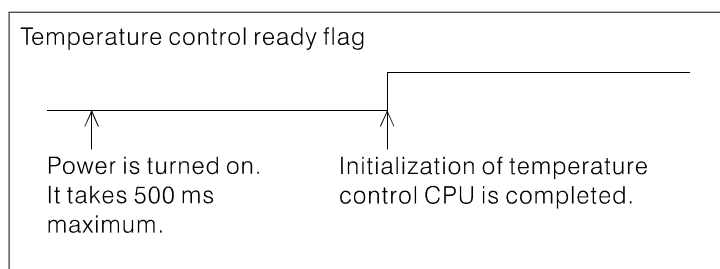 Temperature control ready flag
Power is turned on.
It takes 500 ms
maximum.
Initialization of temperature
control CPU is completed.